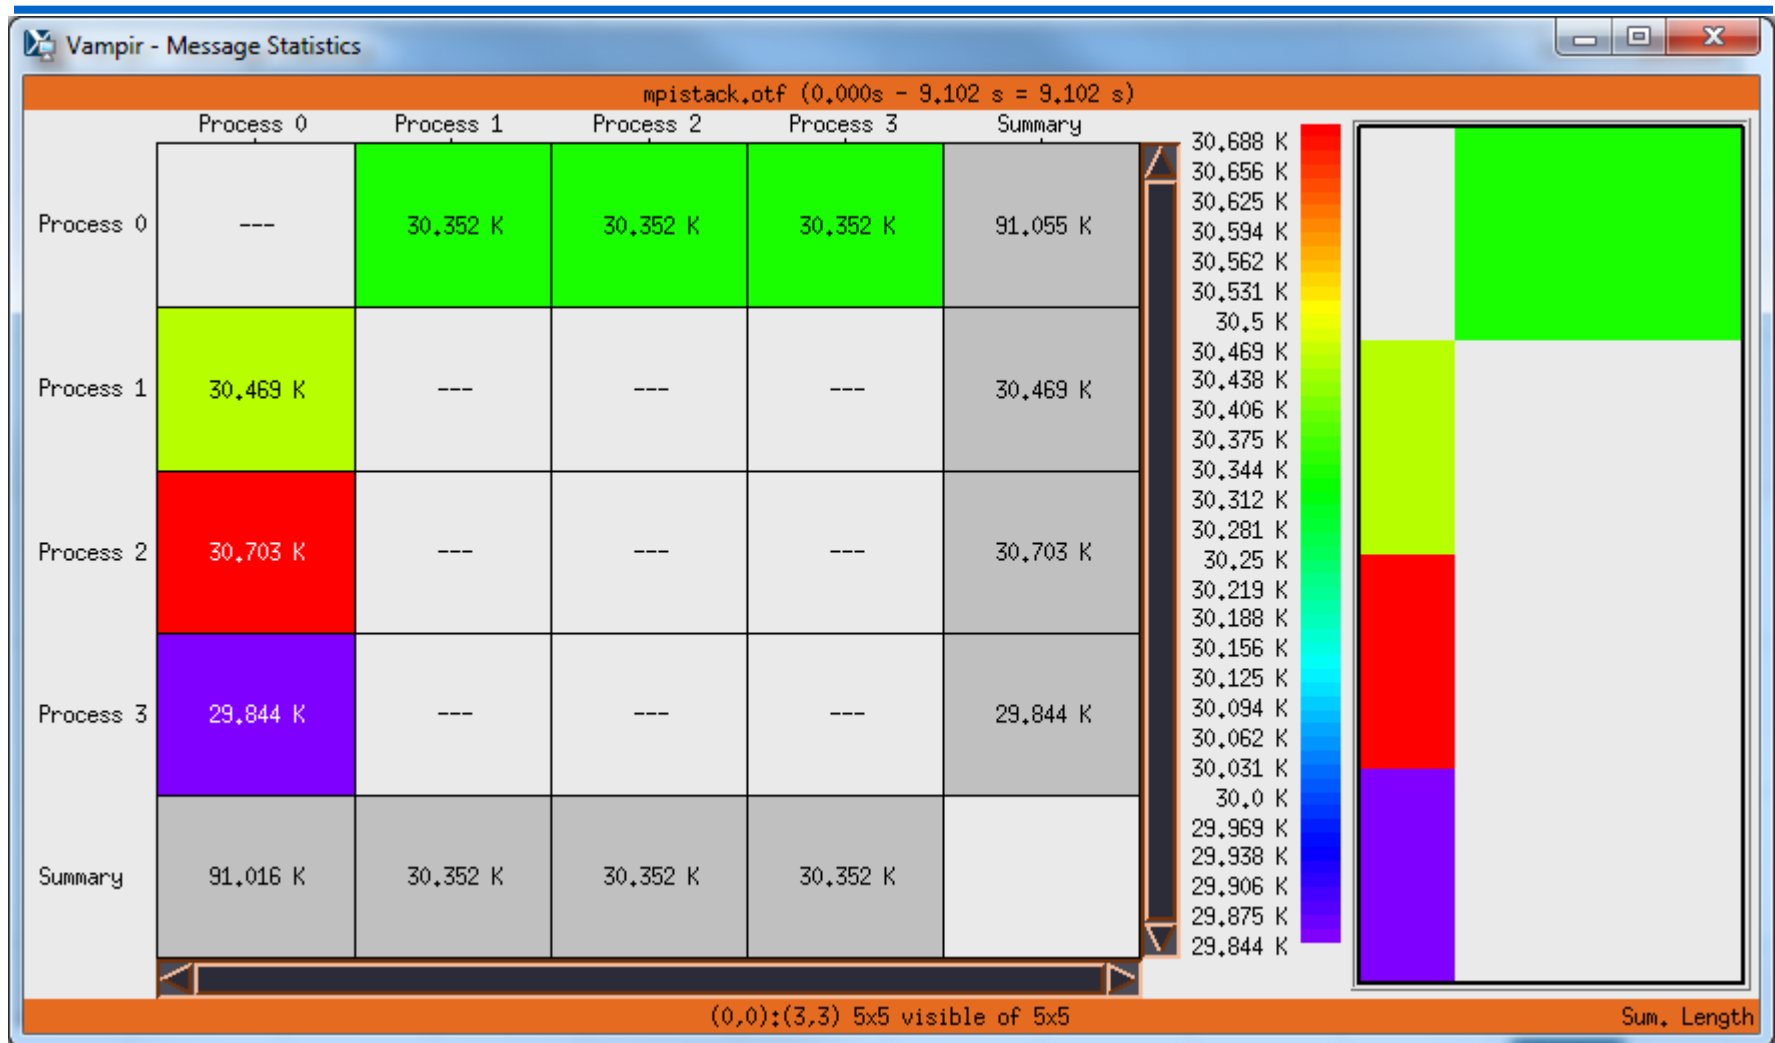 Vampir - Message Statistics
mpistack.otf (0.000s - 9.102 s = 9.102 s)
Process 0 Process 1 Process 2 Process 3 Summary
Process 0 --- 30.352 K 30.352 K 30.352 K 91.055 K
Process 1 30.469 K --- --- --- 30.469 K
Process 2 30.703 K --- --- --- 30.703 K
Process 3 29.844 K --- --- --- 29.844 K
Summary 91.016 K 30.352 K 30.352 K 30.352 K
30.688 K
30.656 K
30.625 K
30.594 K
30.562 K
30.531 K
30.5 K
30.469 K
30.438 K
30.406 K
30.375 K
30.344 K
30.312 K
30.281 K
30.25 K
30.219 K
30.188 K
30.156 K
30.125 K
30.094 K
30.062 K
30.031 K
30.0 K
29.969 K
29.938 K
29.906 K
29.875 K
29.844 K
(0,0):(3,3) 5x5 visible of 5x5
Sum. Length